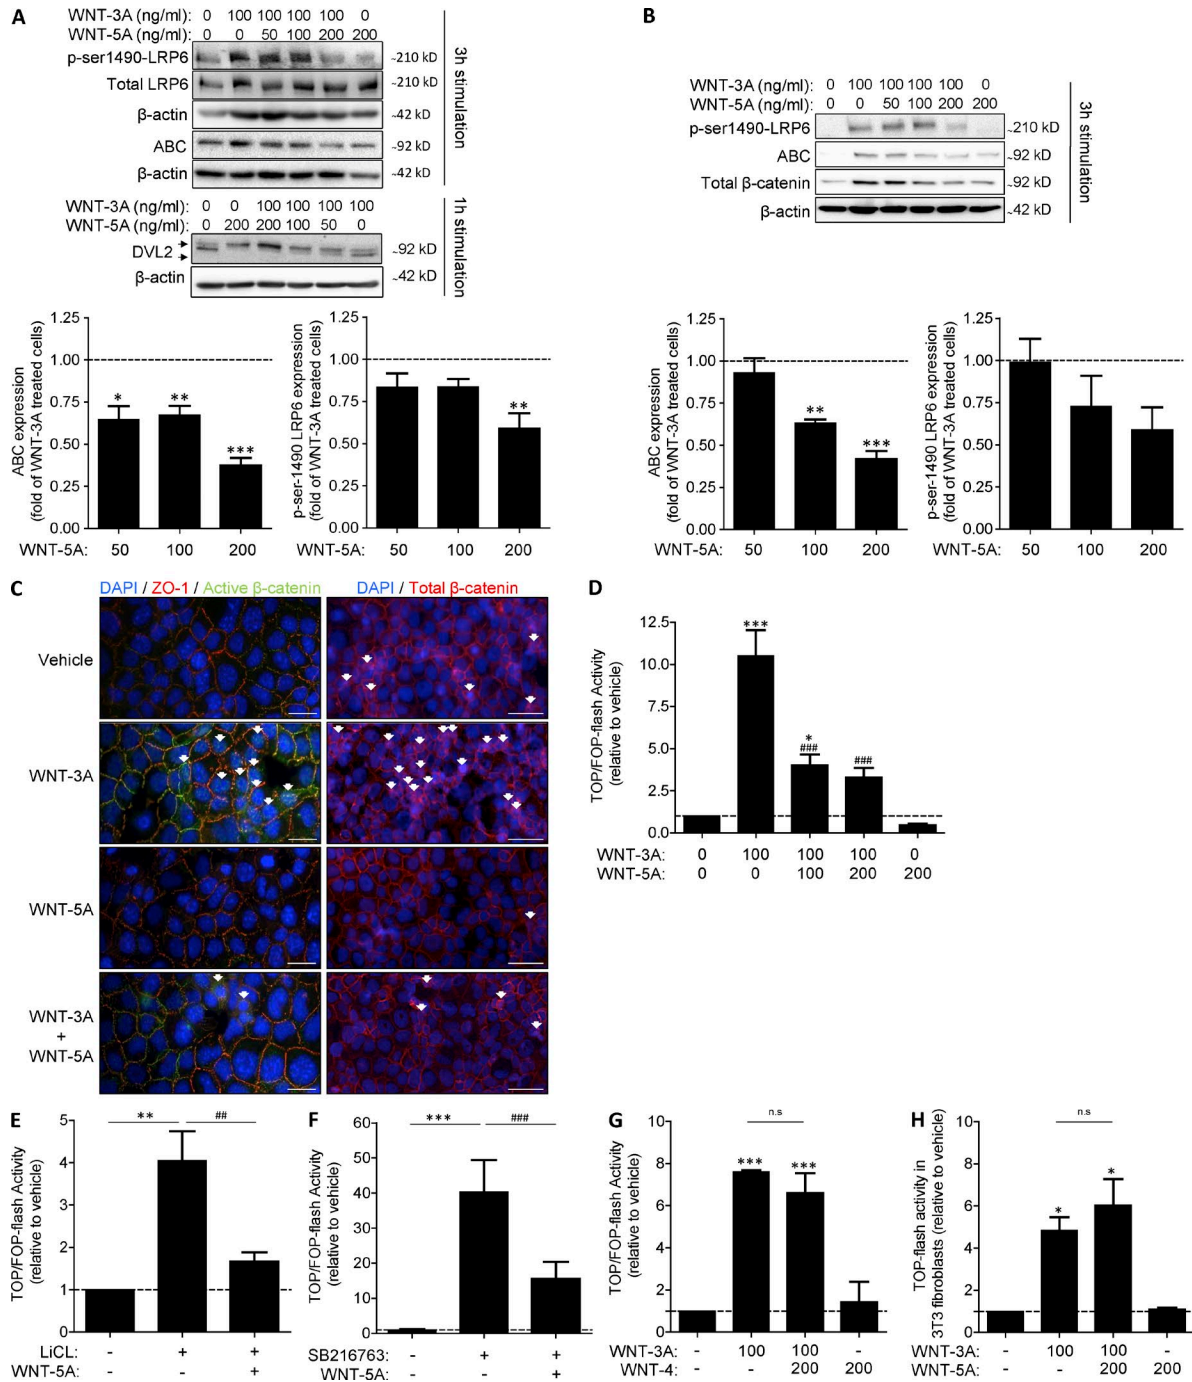 A
WNT-3A (ng/ml): 0 100 100 100 100 0
WNT-5A (ng/ml): 0 0 50 100 200 200
p-ser1490-LRP6 ~210 kD
Total LRP6 ~210 kD
β-actin ~42 kD
ABC ~92 kD
β-actin ~42 kD
3h stimulation
WNT-3A (ng/ml): 0 0 100 100 100 100
WNT-5A (ng/ml): 0 200 200 100 50 0
DVL2 ~92 kD
β-actin ~42 kD
1h stimulation
ABC expression
(fold of WNT-3A treated cells)
1.25
1.00
0.75
0.50
0.25
0.00
* ** ***
WNT-5A: 50 100 200
p-ser-1490 LRP6 expression
(fold of WNT-3A treated cells)
1.25
1.00
0.75
0.50
0.25
0.00
**
50 100 200
B
WNT-3A (ng/ml): 0 100 100 100 100 0
WNT-5A (ng/ml): 0 0 50 100 200 200
p-ser1490-LRP6 ~210 kD
ABC ~92 kD
Total β-catenin ~92 kD
β-actin ~42 kD
3h stimulation
ABC expression
(fold of WNT-3A treated cells)
1.25
1.00
0.75
0.50
0.25
0.00
** ***
WNT-5A: 50 100 200
p-ser-1490 LRP6 expression
(fold of WNT-3A treated cells)
1.25
1.00
0.75
0.50
0.25
0.00
50 100 200
C
DAPI / ZO-1 / Active β-catenin
DAPI / Total β-catenin
Vehicle
WNT-3A
WNT-5A
WNT-3A
+
WNT-5A
D
TOP/FOP-flash Activity
(relative to vehicle)
12.5
10.0
7.5
5.0
2.5
0.0
***
*
### ###
WNT-3A: 0 100 100 100 0
WNT-5A: 0 0 100 200 200
E
TOP/FOP-flash Activity
(relative to vehicle)
5
4
3
2
1
0
** ##
LiCL: - + +
WNT-5A: - - +
F
TOP/FOP-flash Activity
(relative to vehicle)
60
50
40
30
20
10
0
*** ###
SB216763: - + +
WNT-5A: - - +
G
TOP/FOP-flash Activity
(relative to vehicle)
10
8
6
4
2
0
n.s
*** ***
WNT-3A: - 100 100 -
WNT-4: - - 200 200
H
TOP-flash activity in
3T3 fibroblasts (relative to vehicle)
10
8
6
4
2
0
n.s
* *
WNT-3A: - 100 100 -
WNT-5A: - - 200 200